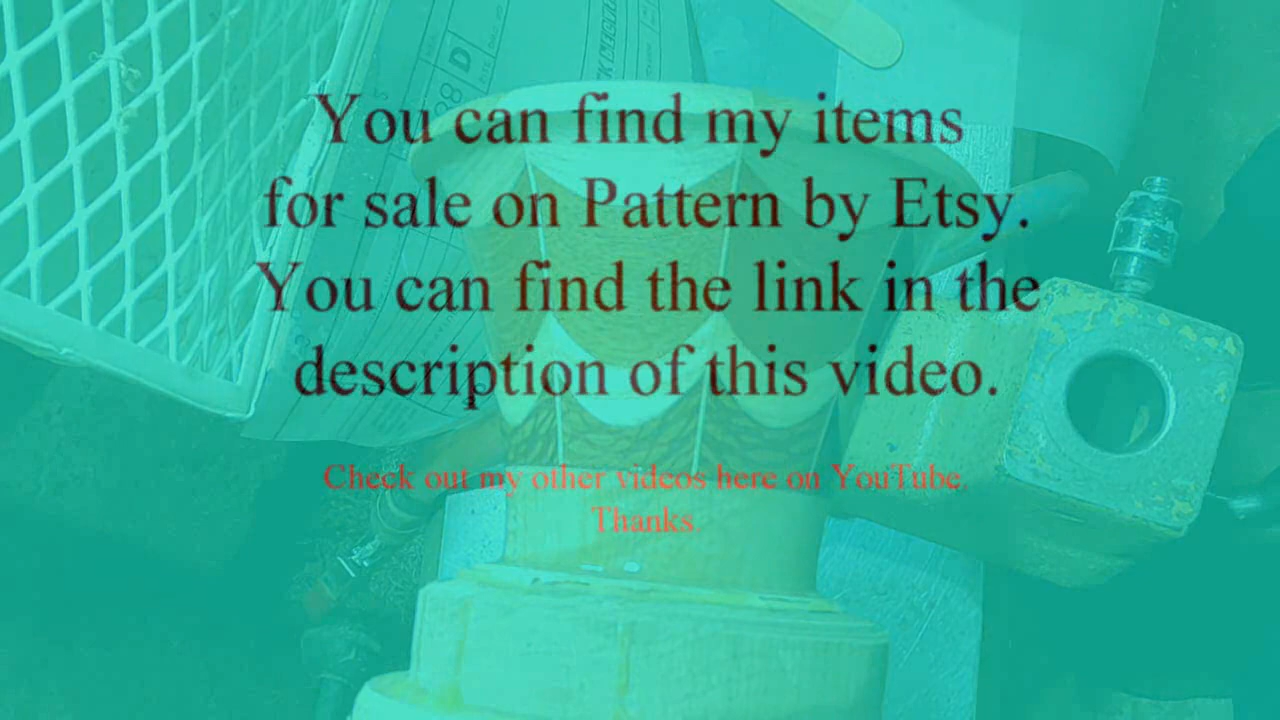 You can find my items
for sale on Pattern by Etsy.
You can find the link in the
description of this video.
Check out my other videos here on YouTube.
Thanks.
88
D